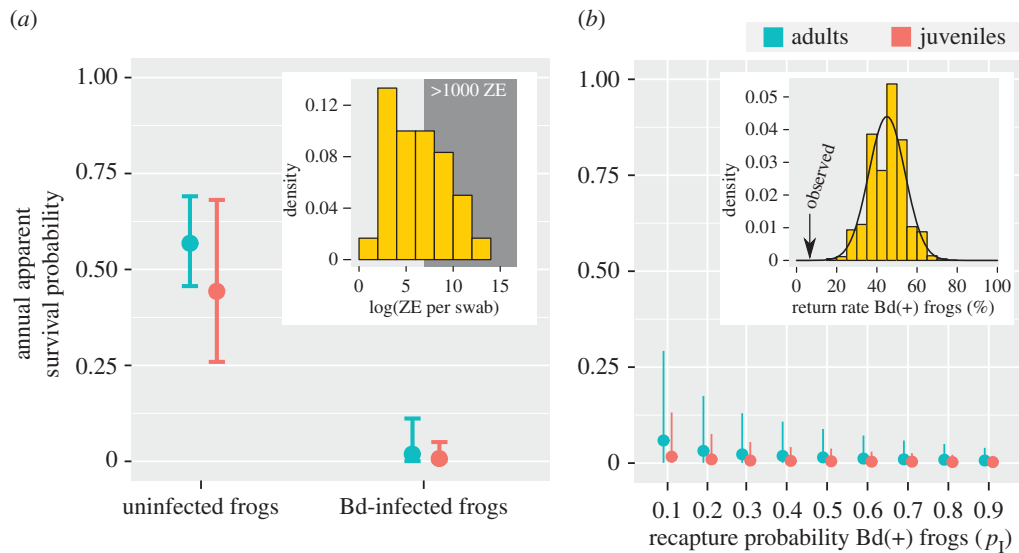 (a)
annual apparent
survival probability
1.00
0.75
0.50
0.25
0
uninfected frogs
Bd-infected frogs
>1000 ZE
density
0.12
0.08
0.04
0
0 5 10 15
log(ZE per swab)
(b)
adults juveniles
1.00
0.75
0.50
0.25
0
density
0.05
0.04
0.03
0.02
0.01
0
observed
0 20 40 60 80 100
return rate Bd(+) frogs (%)
0.1 0.2 0.3 0.4 0.5 0.6 0.7 0.8 0.9
recapture probability Bd(+) frogs (pI)